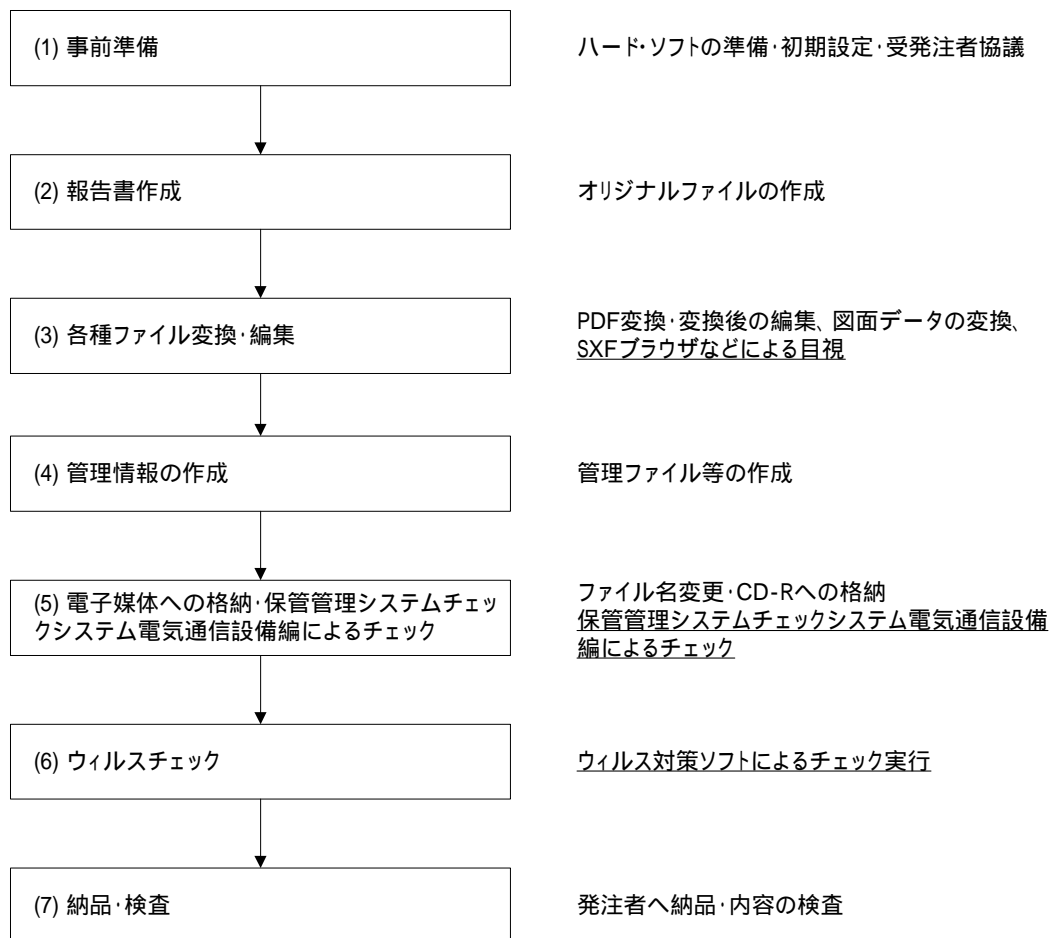 (1) 事前準備
ハード・ソフトの準備・初期設定・受発注者協議
(2) 報告書作成
オリジナルファイルの作成
(3) 各種ファイル変換・編集
PDF変換・変換後の編集、図面データの変換、
SXFブラウザなどによる目視
(4) 管理情報の作成
管理ファイル等の作成
(5) 電子媒体への格納・保管管理システムチェッ
クシステム電気通信設備編によるチェック
ファイル名変更・CD-Rへの格納
保管管理システムチェックシステム電気通信設備
編によるチェック
(6) ウィルスチェック
ウィルス対策ソフトによるチェック実行
(7) 納品・検査
発注者へ納品・内容の検査